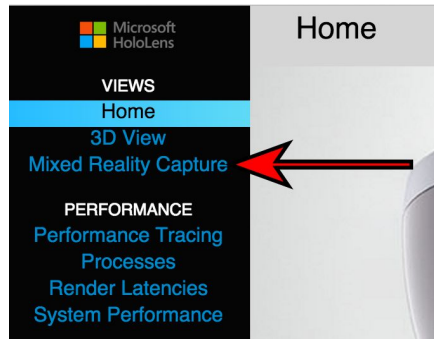 Microsoft
HoloLens
Home
VIEWS
Home
3D View
Mixed Reality Capture
PERFORMANCE
Performance Tracing
Processes
Render Latencies
System Performance